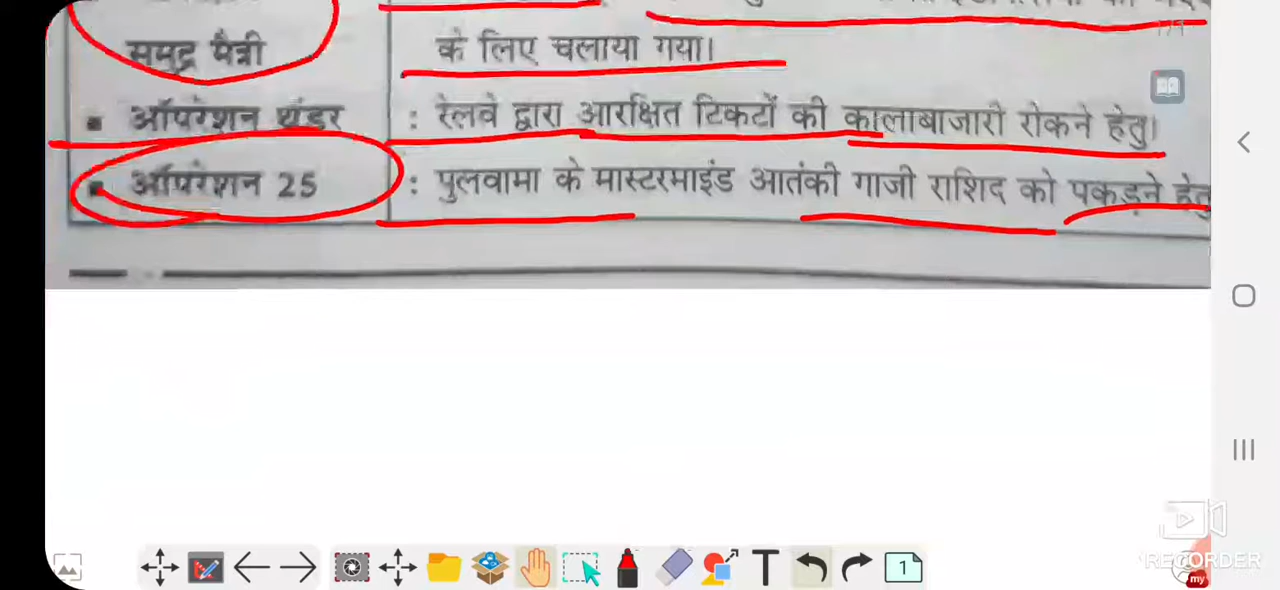 के लिए चलाया गया।
समुद्र मैत्री
▪ ऑपरेशन थंडर : रेलवे द्वारा आरक्षित टिकटों की कालाबाजारी रोकने हेतु।
▪ ऑपरेशन 25 : पुलवामा के मास्टरमाइंड आतंकी गाजी राशिद को पकड़ने हेतु
T
1
RECORDER
my